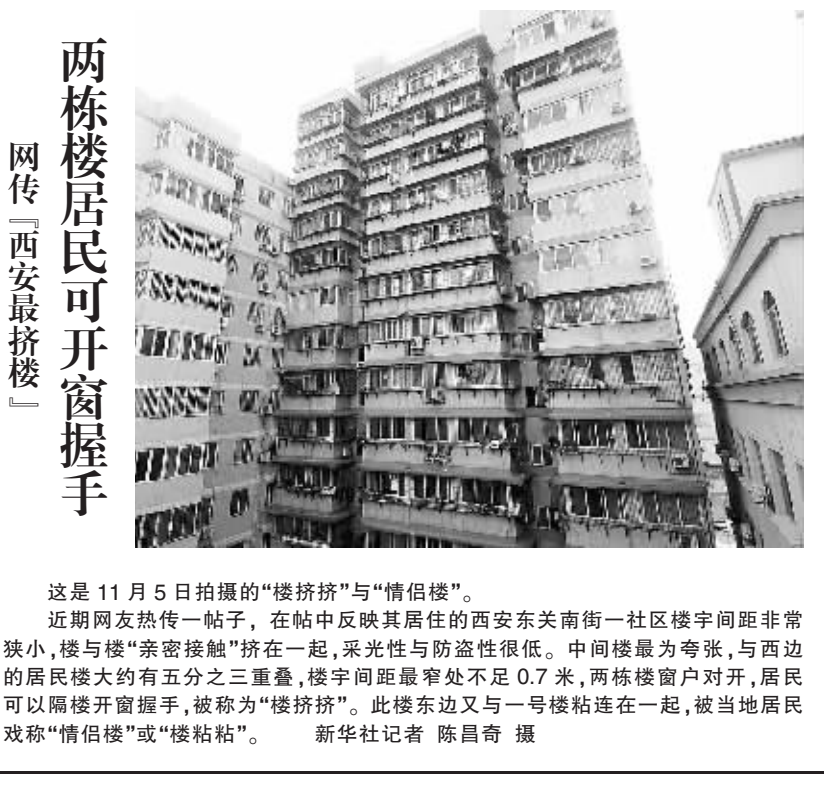 网传『西安最挤楼』
两栋楼居民可开窗握手
这是 11 月 5 日拍摄的“楼挤挤”与“情侣楼”。
近期网友热传一帖子，在帖中反映其居住的西安东关南街一社区楼宇间距非常
狭小,楼与楼“亲密接触”挤在一起,采光性与防盗性很低。中间楼最为夸张,与西边
的居民楼大约有五分之三重叠,楼宇间距最窄处不足 0.7 米,两栋楼窗户对开,居民
可以隔楼开窗握手,被称为“楼挤挤”。此楼东边又与一号楼粘连在一起,被当地居民
戏称“情侣楼”或“楼粘粘”。 新华社记者 陈昌奇 摄